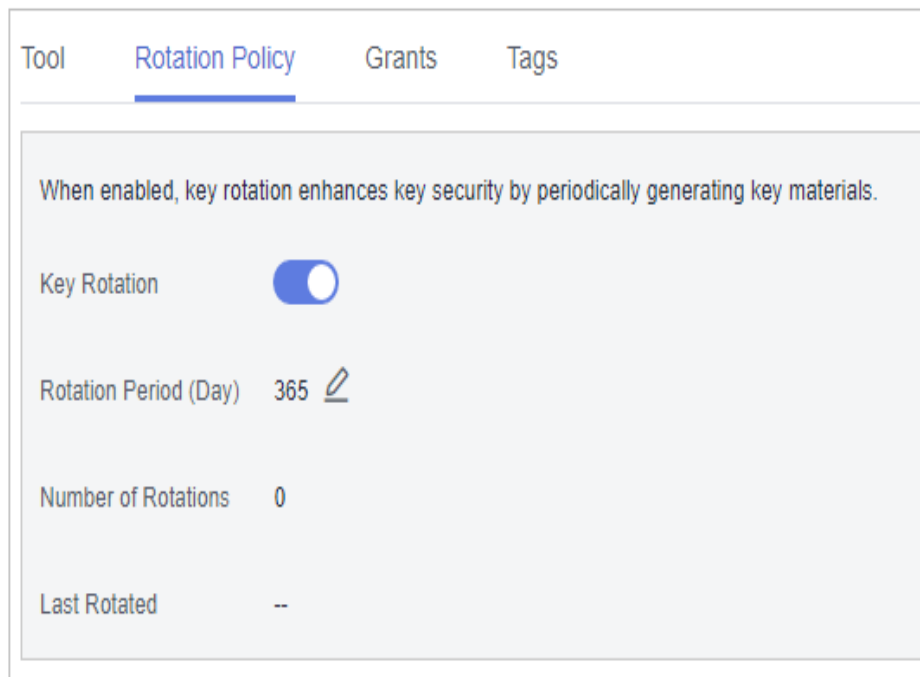 Tool Rotation Policy Grants Tags
When enabled, key rotation enhances key security by periodically generating key materials.
Key Rotation
Rotation Period (Day) 365
Number of Rotations 0
Last Rotated --